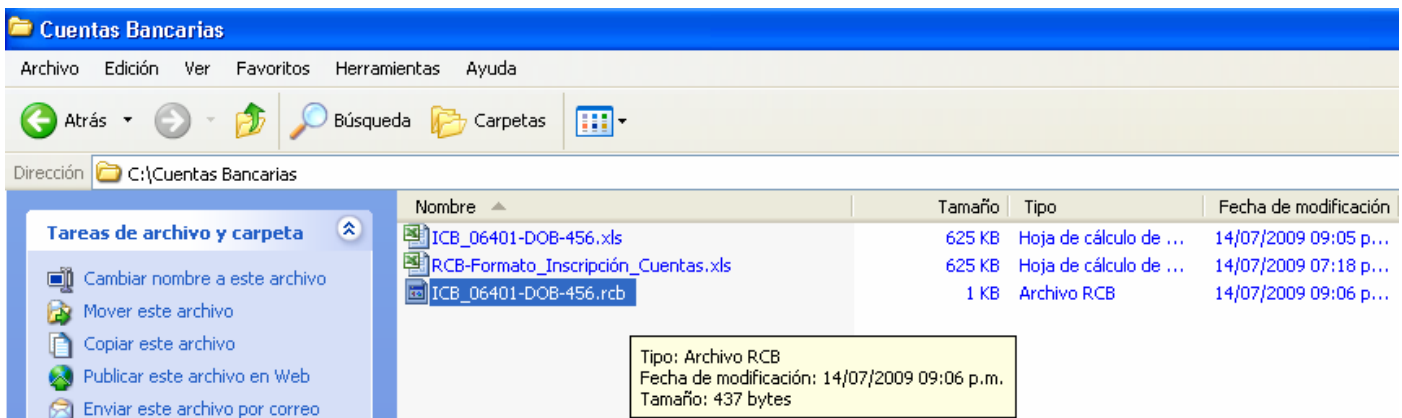 Cuentas Bancarias
Archivo Edición Ver Favoritos Herramientas Ayuda
Atrás Búsqueda Carpetas
Dirección C:\Cuentas Bancarias
Nombre Tamaño Tipo Fecha de modificación
Tareas de archivo y carpeta
ICB_06401-DOB-456.xls 625 KB Hoja de cálculo de ... 14/07/2009 09:05 p...
RCB-Formato_Inscripción_Cuentas.xls 625 KB Hoja de cálculo de ... 14/07/2009 07:18 p...
ICB_06401-DOB-456.rcb 1 KB Archivo RCB 14/07/2009 09:06 p...
Cambiar nombre a este archivo
Mover este archivo
Copiar este archivo
Publicar este archivo en Web
Enviar este archivo por correo
Tipo: Archivo RCB
Fecha de modificación: 14/07/2009 09:06 p.m.
Tamaño: 437 bytes